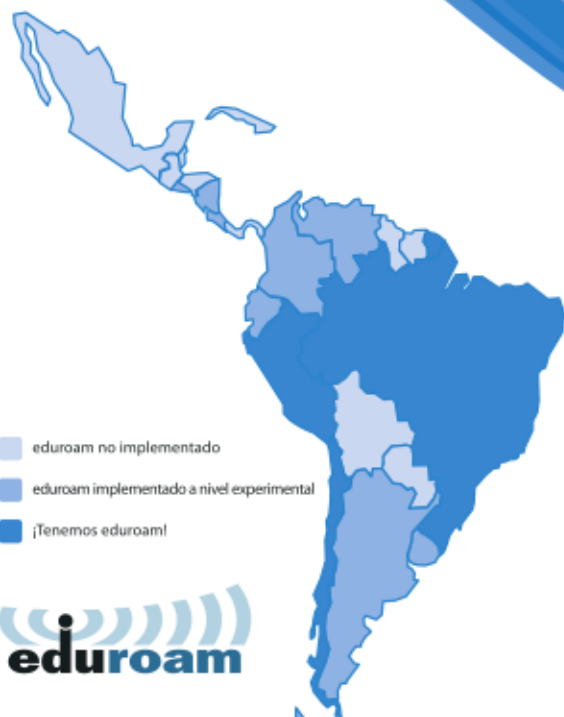 eduroam no implementado
eduroam implementado a nivel experimental
¡Tenemos eduroam!
eduroam